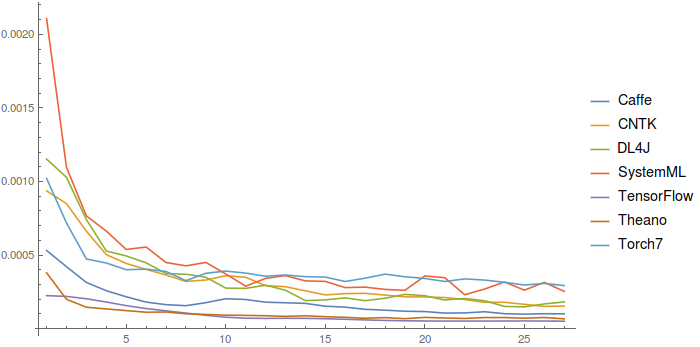 0.0020
0.0015
0.0010
0.0005
5
10
15
20
25
Caffe
CNTK
DL4J
SystemML
TensorFlow
Theano
Torch7